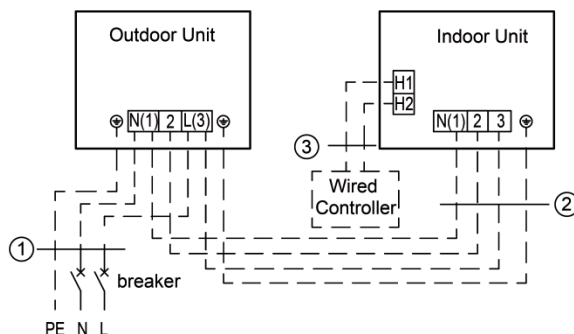 Outdoor Unit
Indoor Unit
H1
H2
N(1) 2 L(3)
N(1) 2 3
③
Wired
Controller
②
①
breaker
PE N L